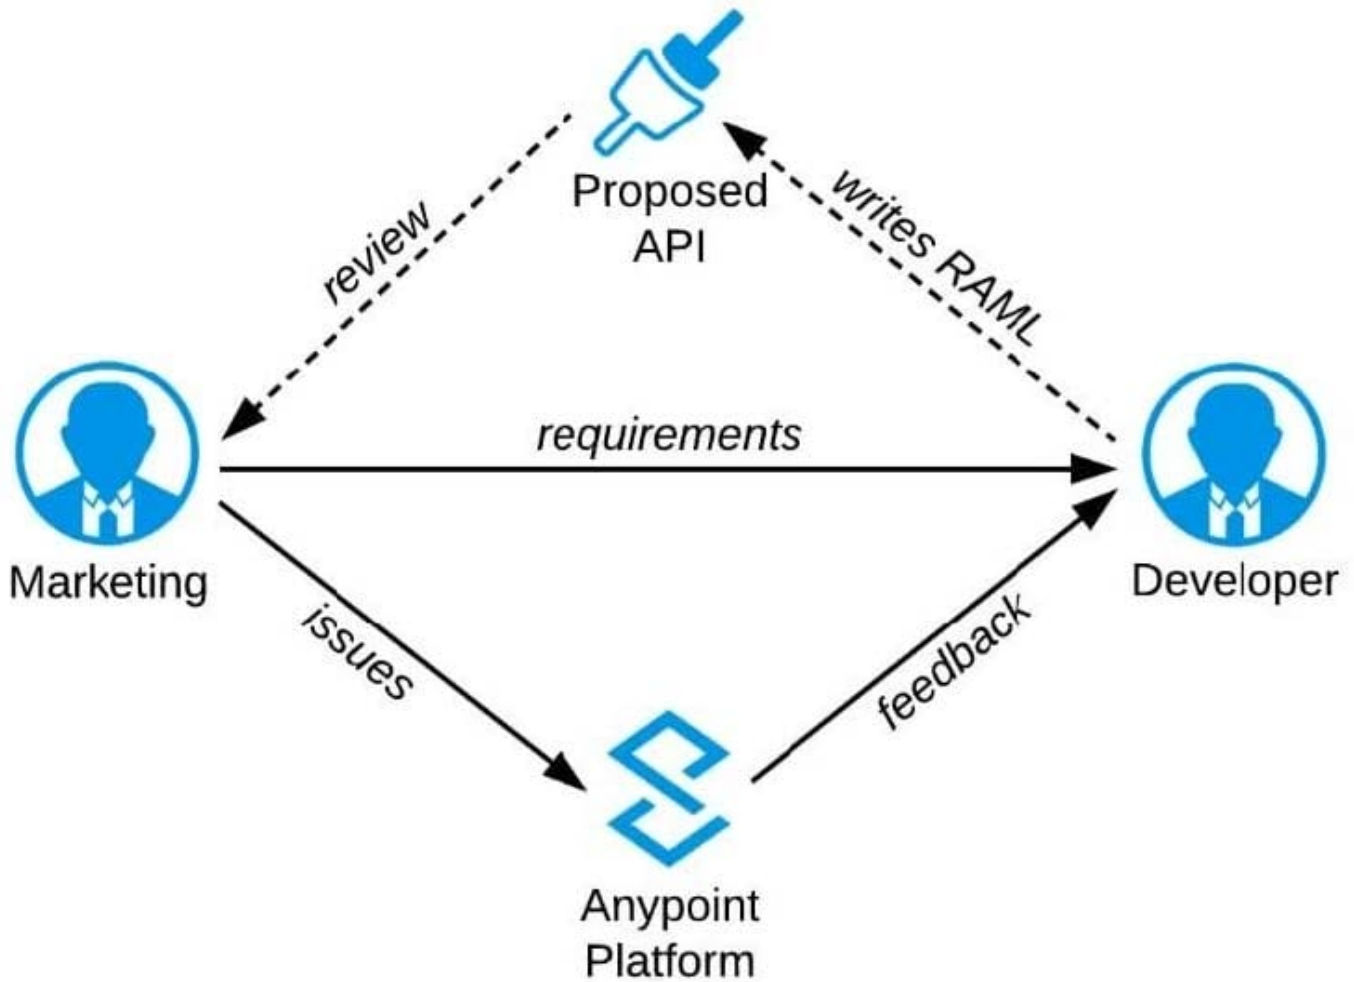 Proposed
API
review
writes RAML
requirements
Marketing
Developer
issues
feedback
Anypoint
Platform